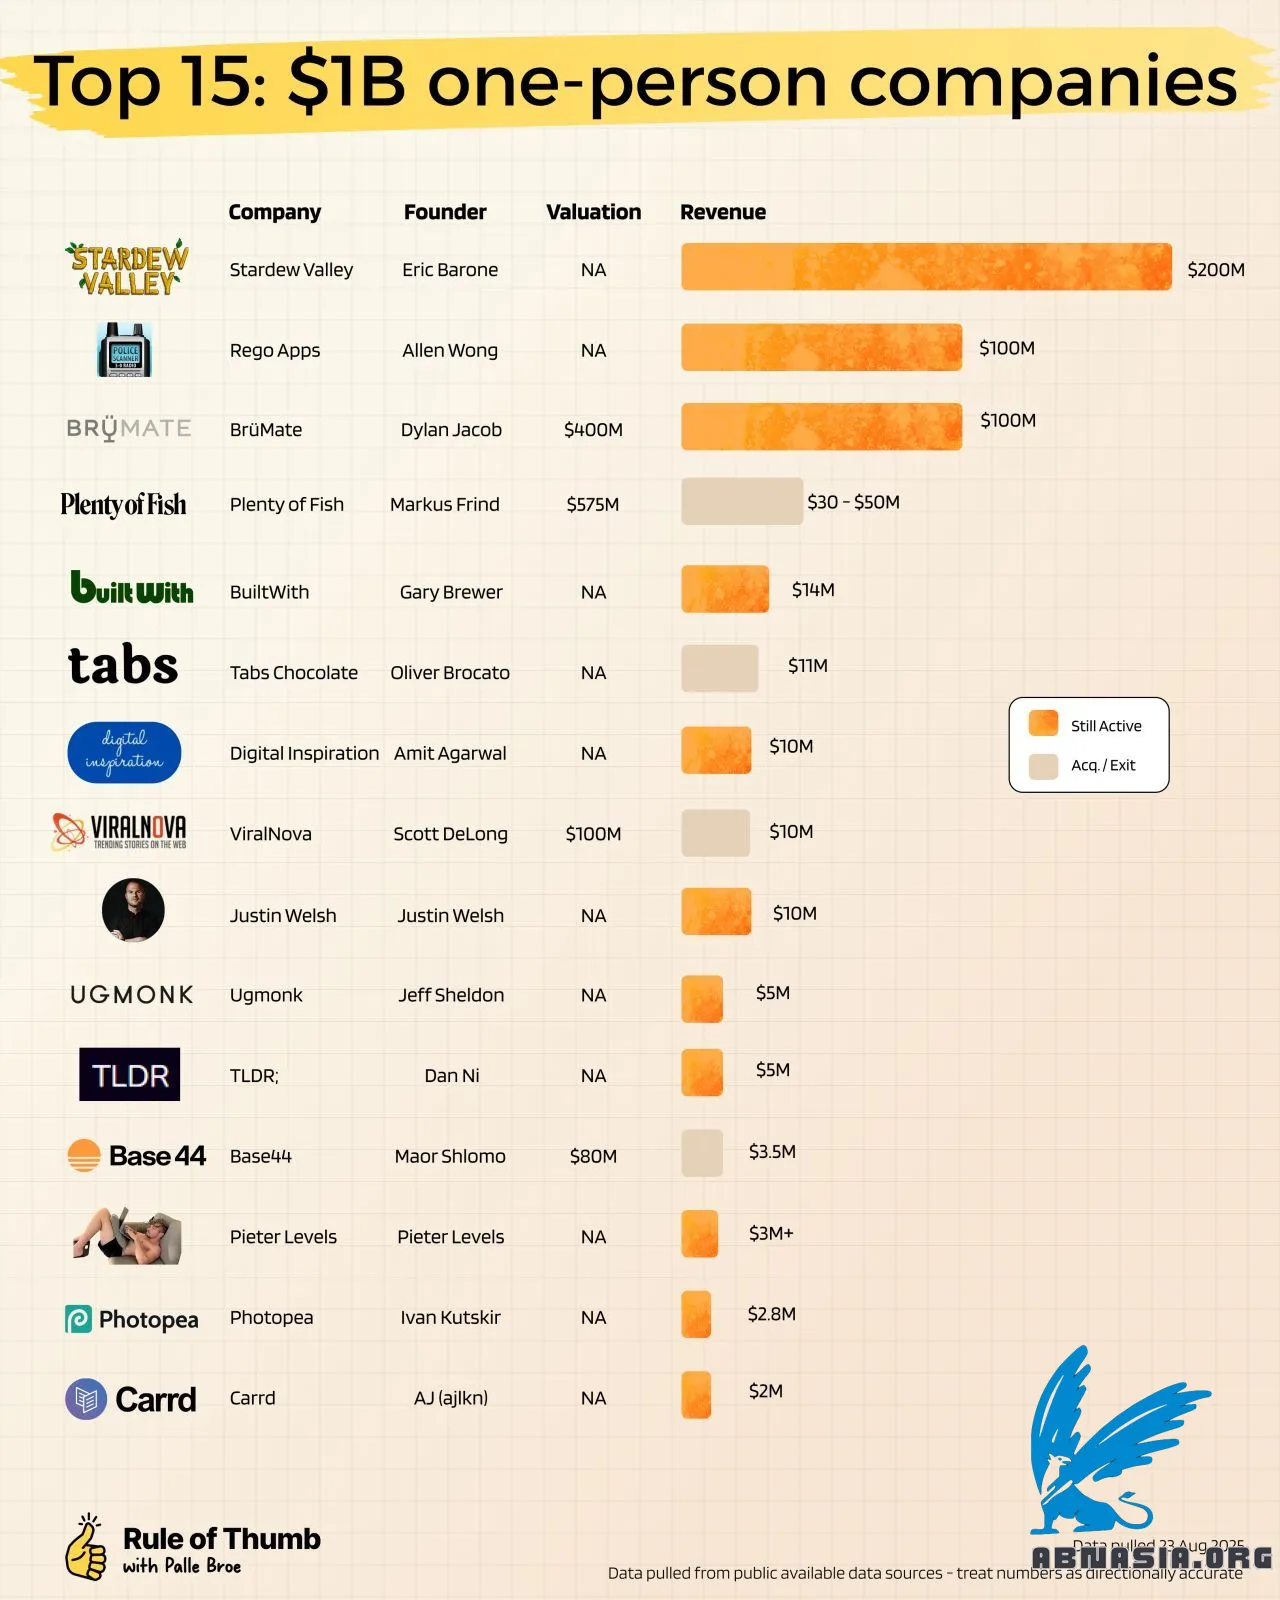 Top 15: $1B one-person companies
Company Founder Valuation Revenue
STARDEW
VALLEY
Stardew Valley Eric Barone NA $200M
POLICE
SCANNER
5-0 RADIO
Rego Apps Allen Wong NA $100M
BRÜMATE BrüMate Dylan Jacob $400M $100M
Plenty of Fish Plenty of Fish Markus Frind $575M $30 - $50M
builtwith BuiltWith Gary Brewer NA $14M
tabs Tabs Chocolate Oliver Brocato NA $11M
Still Active
Acq. / Exit
digital
inspiration
Digital Inspiration Amit Agarwal NA $10M
VIRALNOVA
TRENDING STORIES ON THE WEB
ViralNova Scott DeLong $100M $10M
Justin Welsh Justin Welsh NA $10M
UGMONK Ugmonk Jeff Sheldon NA $5M
TLDR TLDR; Dan Ni NA $5M
Base 44 Base44 Maor Shlomo $80M $3.5M
Pieter Levels Pieter Levels NA $3M+
Photopea Photopea Ivan Kutskir NA $2.8M
Carrd Carrd AJ (ajlkn) NA $2M
Rule of Thumb
with Palle Broe
Data pulled 23 Aug 2025
ABNASIA.ORG
Data pulled from public available data sources - treat numbers as directionally accurate